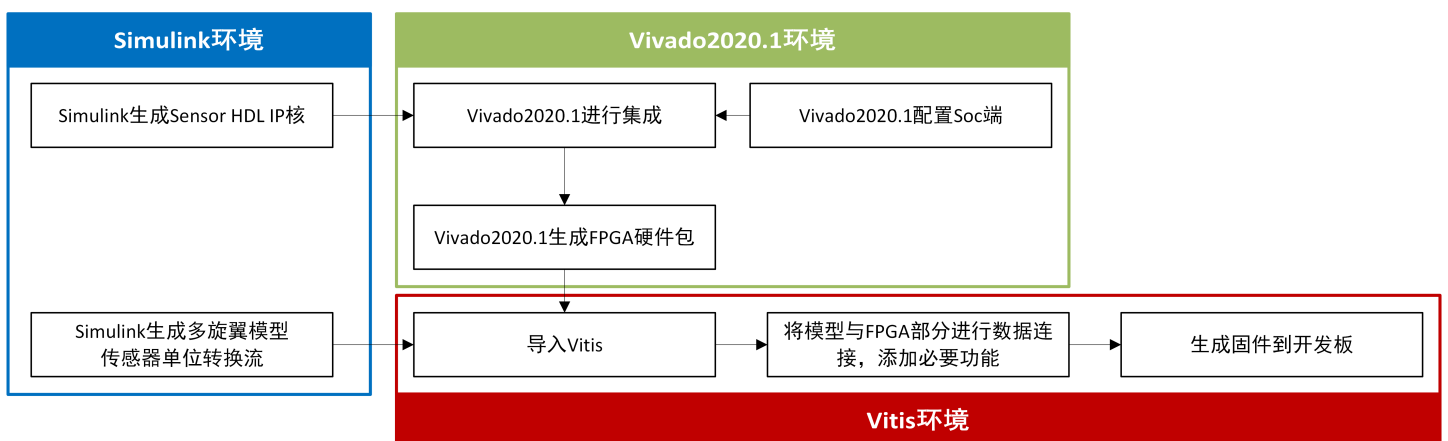 Simulink环境
Vivado2020.1环境
Simulink生成Sensor HDL IP核
Vivado2020.1进行集成
Vivado2020.1配置Soc端
Vivado2020.1生成FPGA硬件包
Simulink生成多旋翼模型
传感器单位转换流
导入Vitis
将模型与FPGA部分进行数据连
接，添加必要功能
生成固件到开发板
Vitis环境